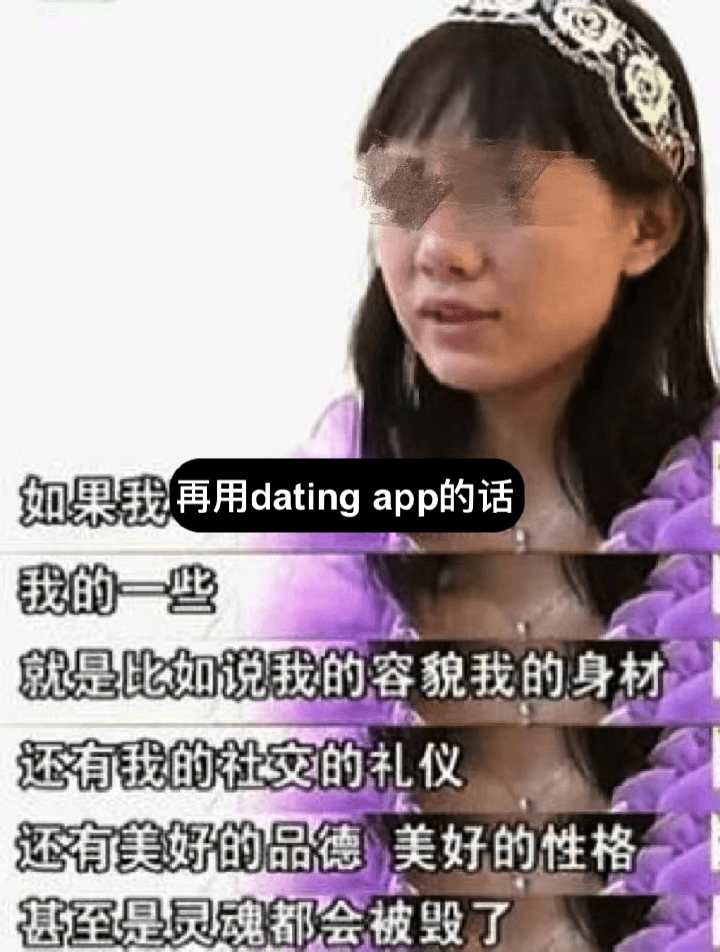 如果我再用dating app的话
我的一些
就是比如说我的容貌我的身材
还有我的社交的礼仪
还有美好的品德 美好的性格
甚至是灵魂都会被毁了